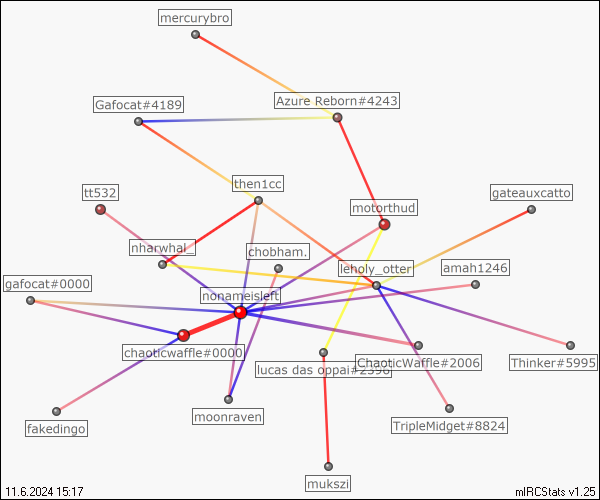 mercurybro
Gafocat#4189
Azure Reborn#4243
tt532
then1cc
motorthud
gateauxcatto
nharwhal_
chobham.
leholy_otter
amah1246
gafocat#0000
nonameisleft
chaoticwaffle#0000
lucas das oppai#2398
ChaoticWaffle#2006
Thinker#5995
fakedingo
moonraven
TripleMidget#8824
mukszi
11.6.2024 15:17
mIRCStats v1.25